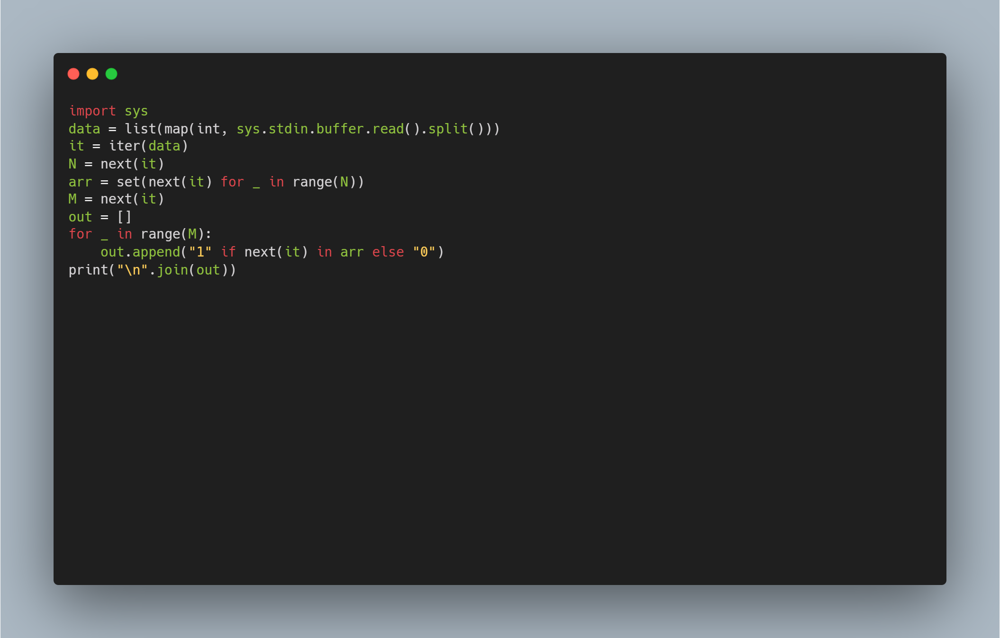 import sys
data = list(map(int, sys.stdin.buffer.read().split()))
it = iter(data)
N = next(it)
arr = set(next(it) for _ in range(N))
M = next(it)
out = []
for _ in range(M):
    out.append("1" if next(it) in arr else "0")
print("\n".join(out))